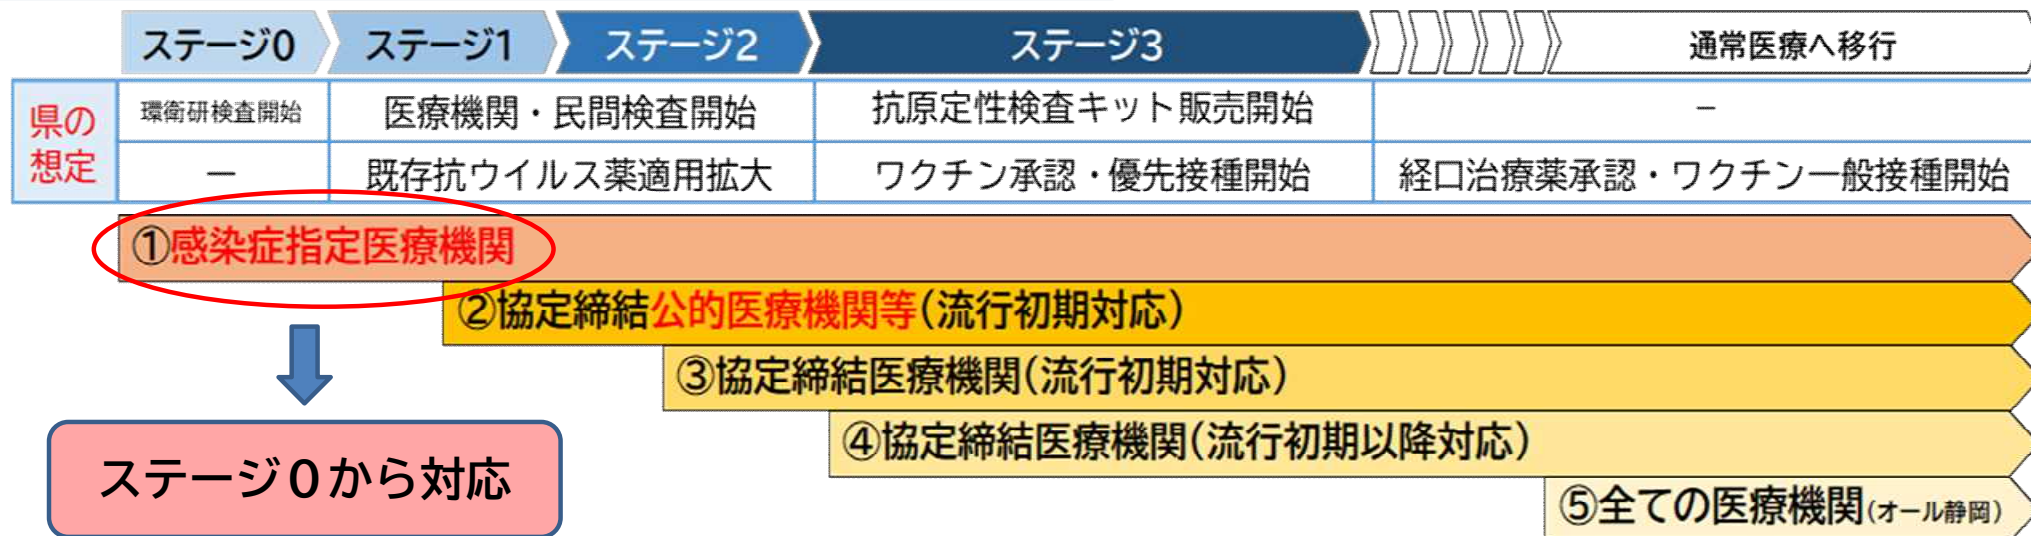 ステージ0 ステージ1 ステージ2 ステージ3 通常医療へ移行
県の想定
環衛研検査開始 医療機関・民間検査開始 抗原定性検査キット販売開始 −
― 既存抗ウイルス薬適用拡大 ワクチン承認・優先接種開始 経口治療薬承認・ワクチン一般接種開始
①感染症指定医療機関
②協定締結公的医療機関等(流行初期対応)
③協定締結医療機関(流行初期対応)
④協定締結医療機関(流行初期以降対応)
ステージ０から対応
⑤全ての医療機関(オール静岡)